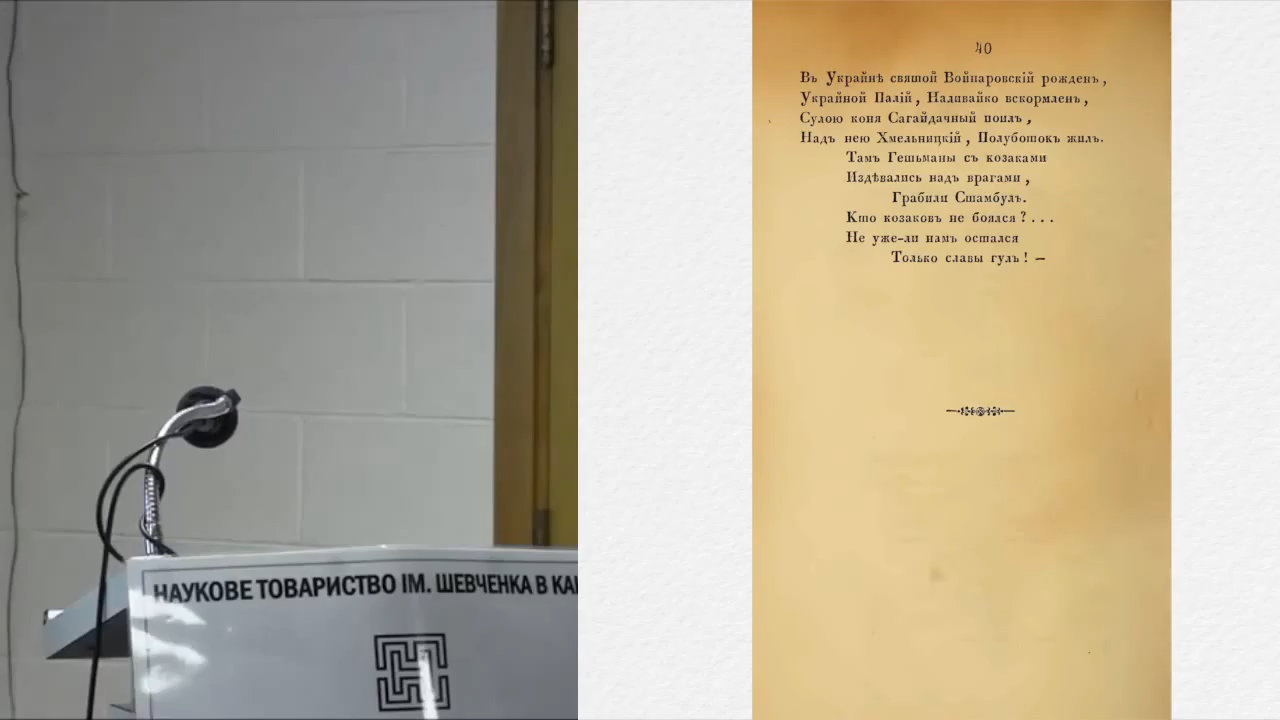 НАУКОВЕ ТОВАРИСТВО ІМ. ШЕВЧЕНКА В
40
Въ Украйнѣ святой Войнаровскій рожденъ,
Украйной Палій, Наливайко вскормленъ,
Сулою коня Сагайдачный поилъ,
Надъ нею Хмельницкій, Полуботокъ жилъ.
Тамъ Гетьманы съ козаками
Издѣвались надъ врагами,
Грабили Стамбулъ.
Кто козаковъ не боялся?...
Не уже-ли намъ остался
Только славы гулъ! —